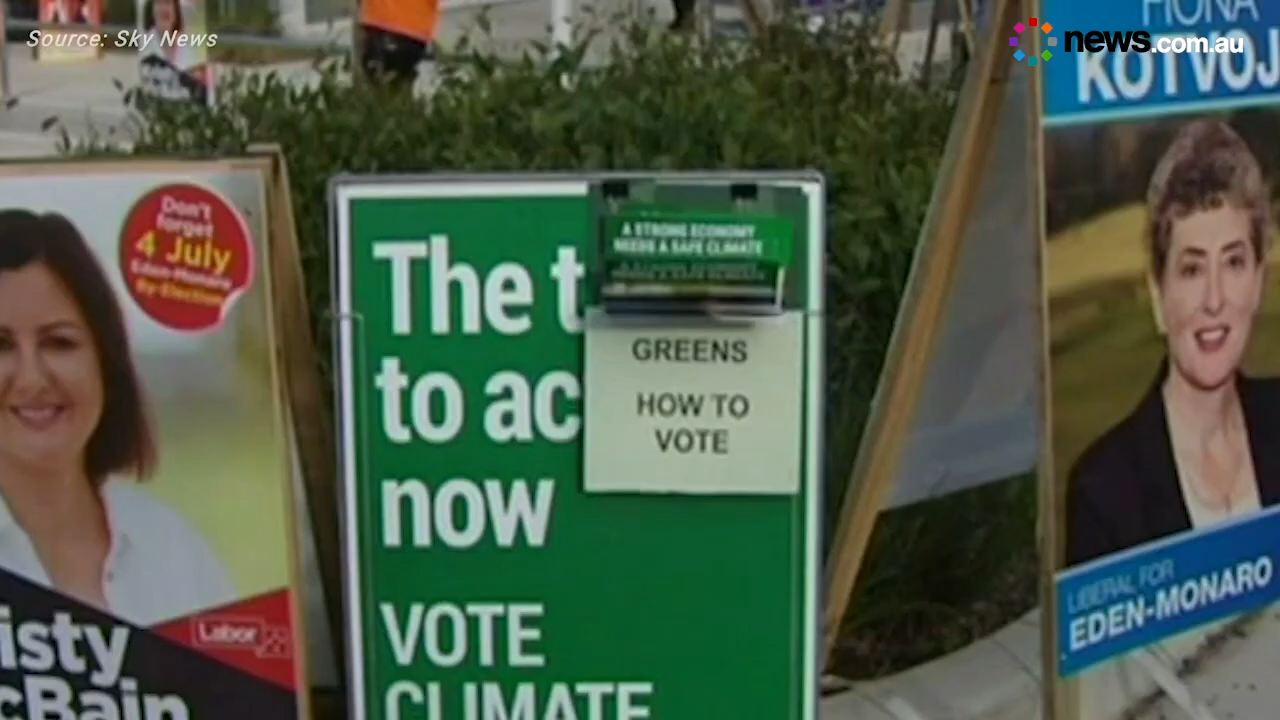 Source: Sky News
news.com.au
Don't
forget
4 July
Eden-Monaro
By-Election
isty
cBain
Labor
The t
to ac
now
VOTE
CLIMATE
A STRONG ECONOMY
NEEDS A SAFE CLIMATE
GREENS
HOW TO
VOTE
FIONA
KOTVOJ
LIBERAL FOR
EDEN-MONARO